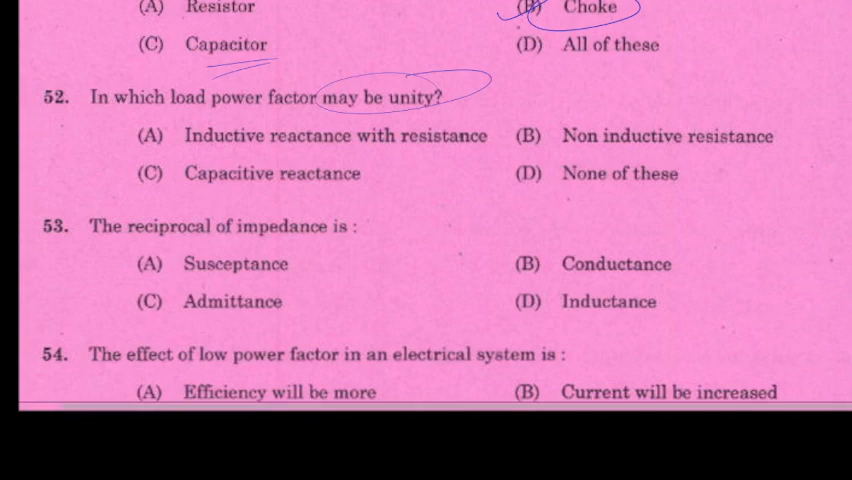 (A) Resistor (B) Choke
(C) Capacitor (D) All of these
52. In which load power factor may be unity?
(A) Inductive reactance with resistance (B) Non inductive resistance
(C) Capacitive reactance (D) None of these
53. The reciprocal of impedance is :
(A) Susceptance (B) Conductance
(C) Admittance (D) Inductance
54. The effect of low power factor in an electrical system is :
(A) Efficiency will be more (B) Current will be increased